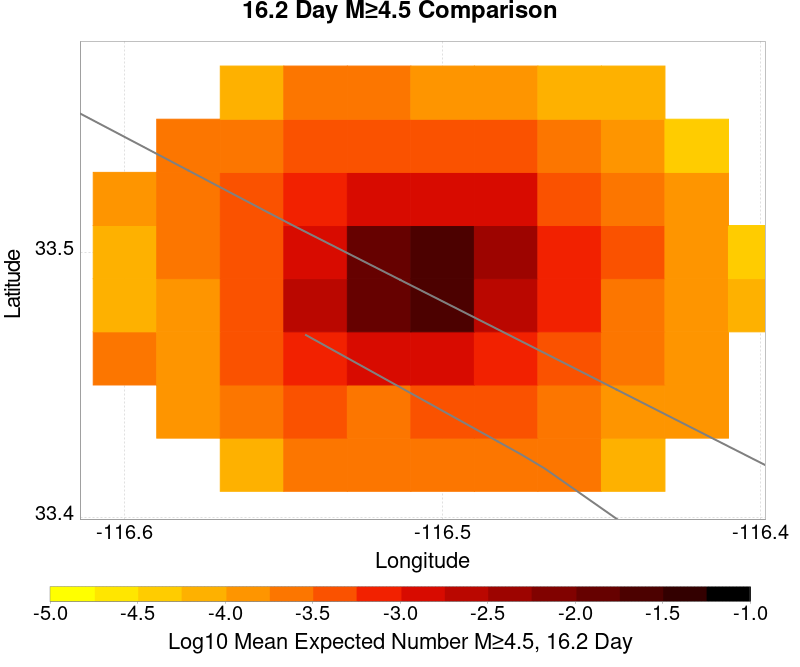 16.2 Day M≥4.5 Comparison
Latitude
33.5
33.4
-116.6 -116.5 -116.4
Longitude
-5.0 -4.5 -4.0 -3.5 -3.0 -2.5 -2.0 -1.5 -1.0
Log10 Mean Expected Number M≥4.5, 16.2 Day